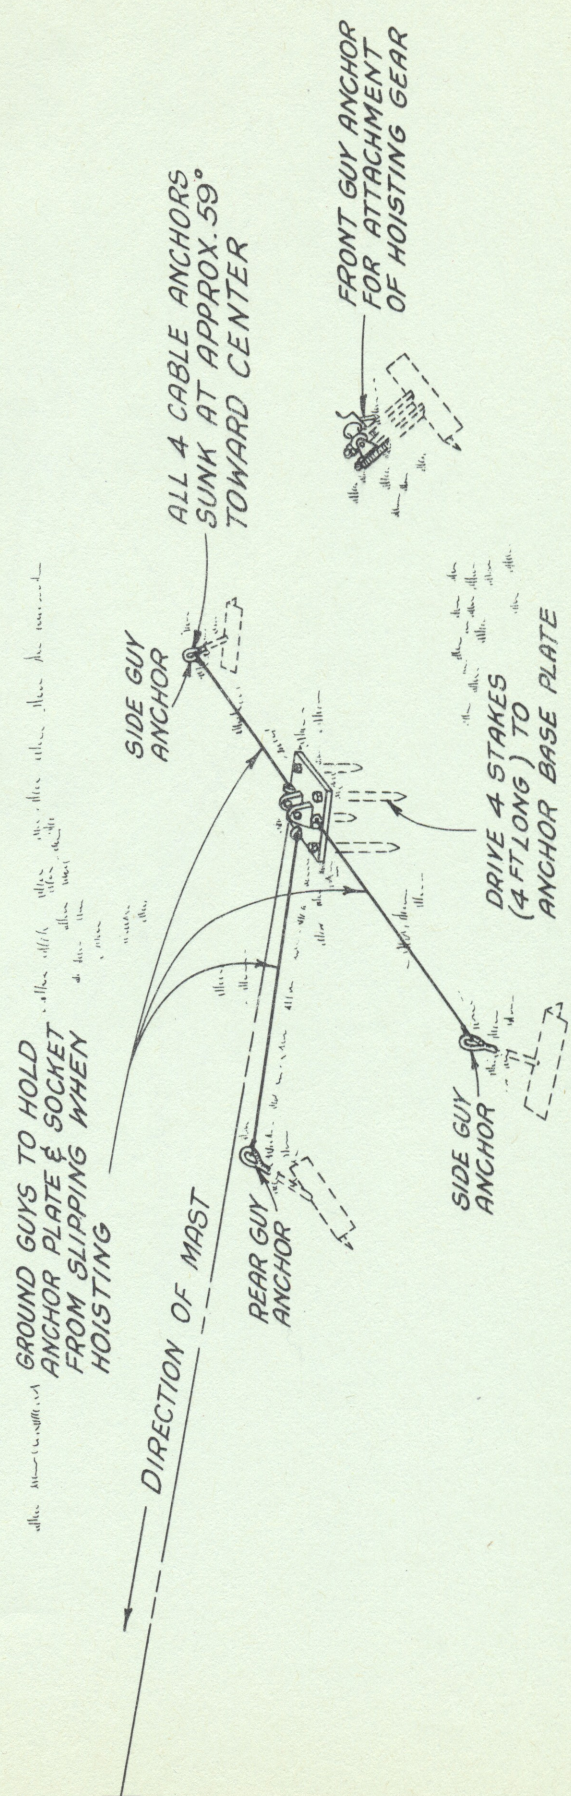 GROUND GUYS TO HOLD
ANCHOR PLATE & SOCKET
FROM SLIPPING WHEN
HOISTING
DIRECTION OF MAST
SIDE GUY
ANCHOR
ALL 4 CABLE ANCHORS
SUNK AT APPROX. 59°
TOWARD CENTER
REAR GUY
ANCHOR
FRONT GUY ANCHOR
FOR ATTACHMENT
OF HOISTING GEAR
SIDE GUY
ANCHOR
DRIVE 4 STAKES
(4 FT LONG) TO
ANCHOR BASE PLATE